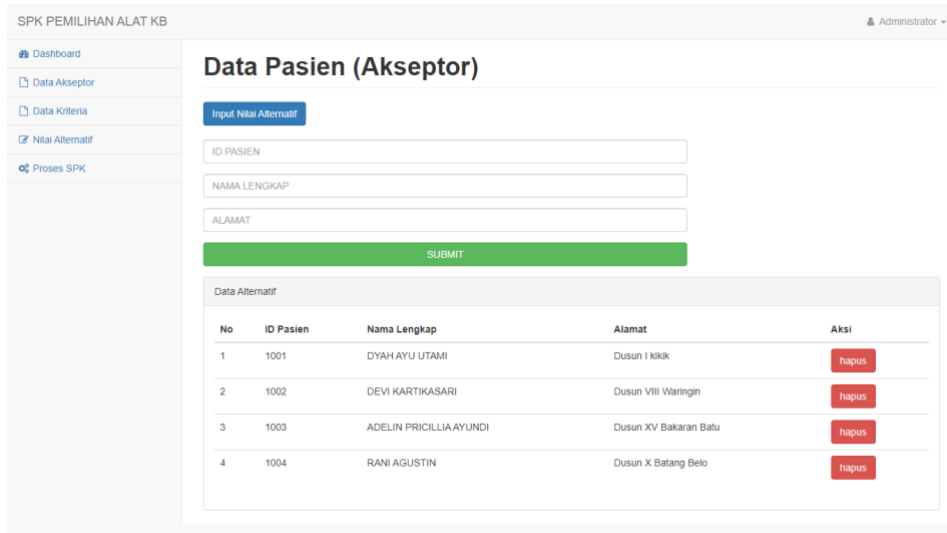 SPK PEMILIHAN ALAT KB
Administrator
Dashboard
Data Akseptor
Data Kriteria
Nilai Alternatif
Proses SPK
Data Pasien (Akseptor)
Input Nilai Alternatif
ID PASIEN
NAMA LENGKAP
ALAMAT
SUBMIT
Data Alternatif
No ID Pasien Nama Lengkap Alamat Aksi
1 1001 DYAH AYU UTAMI Dusun I kikik hapus
2 1002 DEVI KARTIKASARI Dusun VIII Waringin hapus
3 1003 ADELIN PRICILLIA AYUNDI Dusun XV Bakaran Batu hapus
4 1004 RANI AGUSTIN Dusun X Batang Belo hapus